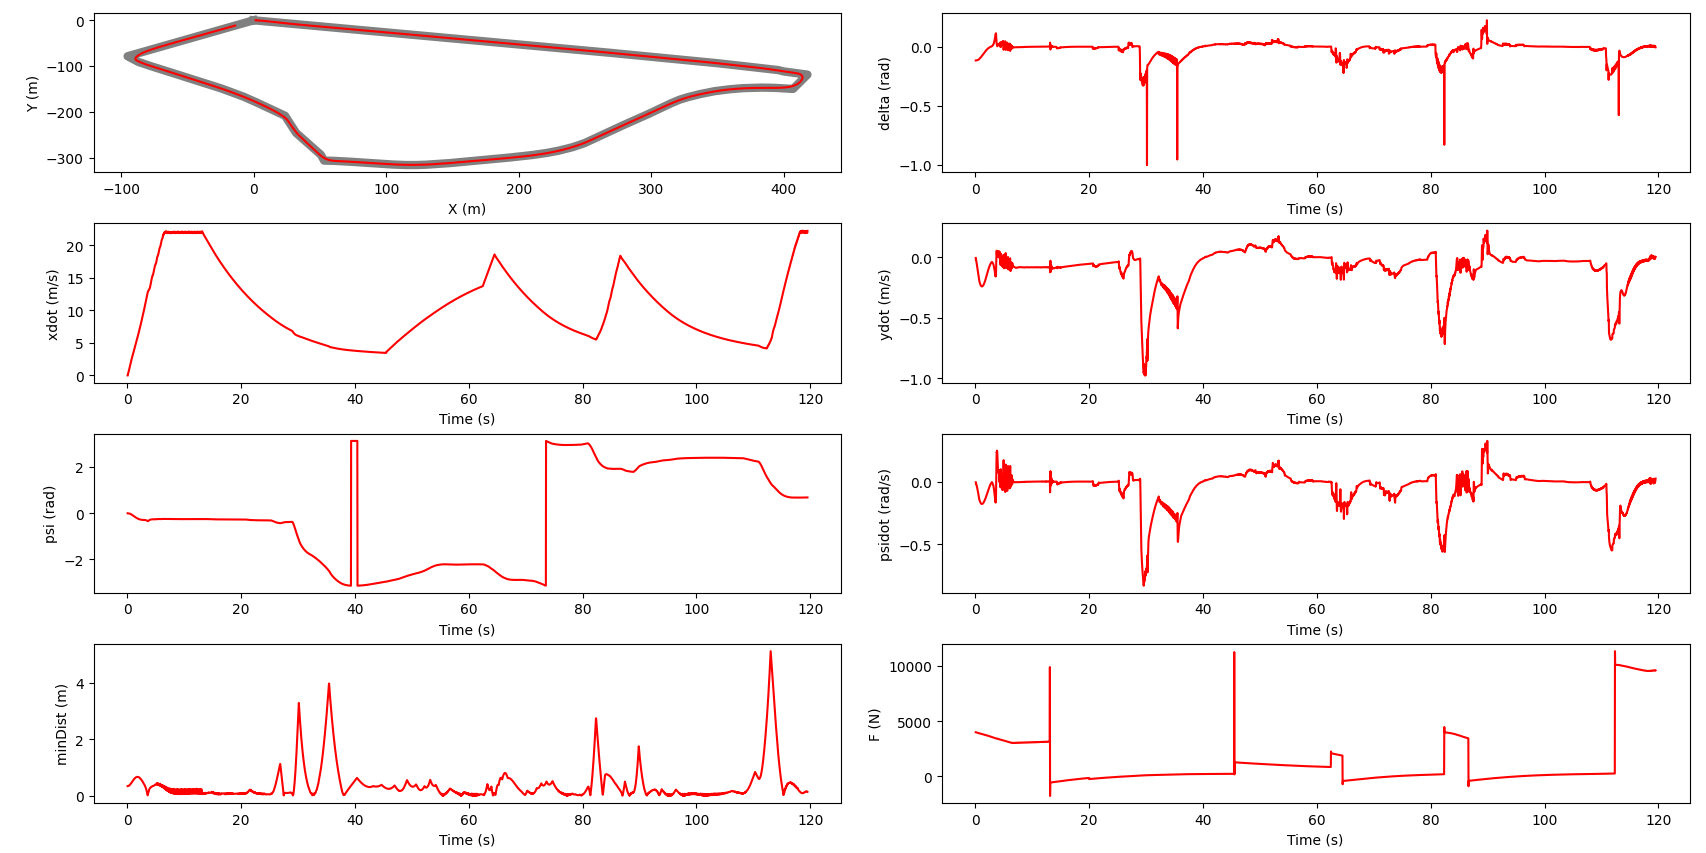 0
−100
−200
−300
Y (m)
−100 0 100 200 300 400
X (m)
0.0
−0.5
−1.0
delta (rad)
0 20 40 60 80 100 120
Time (s)
20
15
10
5
0
xdot (m/s)
0 20 40 60 80 100 120
Time (s)
0.0
−0.5
−1.0
ydot (m/s)
0 20 40 60 80 100 120
Time (s)
2
0
−2
psi (rad)
0 20 40 60 80 100 120
Time (s)
0.0
−0.5
psidot (rad/s)
0 20 40 60 80 100 120
Time (s)
4
2
0
minDist (m)
0 20 40 60 80 100 120
Time (s)
10000
5000
0
F (N)
0 20 40 60 80 100 120
Time (s)